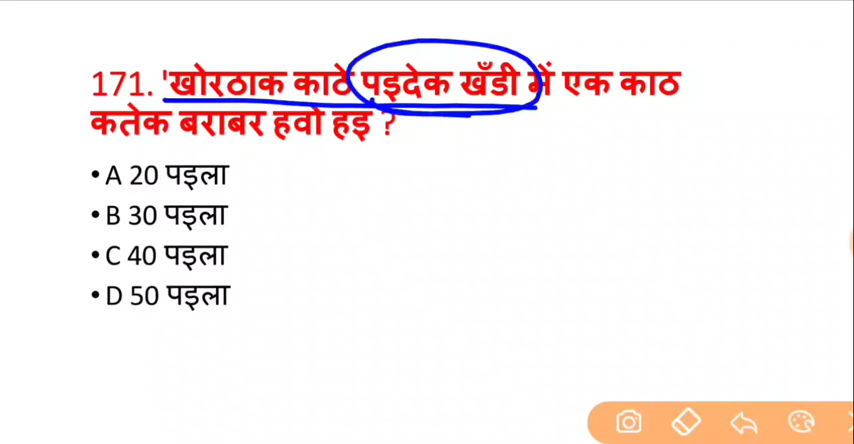 171. 'खोरठाक काठे पइदेक खँडी में एक काठ
कतेक बराबर हवो हइ ?
• A 20 पइला
• B 30 पइला
• C 40 पइला
• D 50 पइला